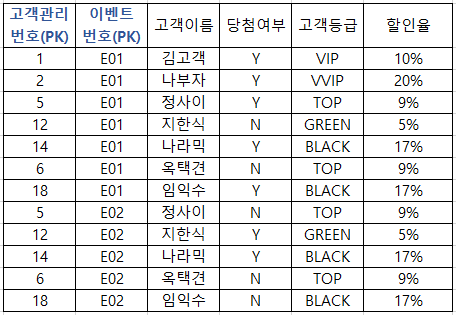 고객관리 이벤트 고객이름 당첨여부 고객등급 할인율
번호(PK) 번호(PK)
1 E01 김고객 Y VIP 10%
2 E01 나부자 Y VVIP 20%
5 E01 정사이 Y TOP 9%
12 E01 지한식 N GREEN 5%
14 E01 나라믹 Y BLACK 17%
6 E01 옥택견 N TOP 9%
18 E01 임익수 Y BLACK 17%
5 E02 정사이 N TOP 9%
12 E02 지한식 Y GREEN 5%
14 E02 나라믹 Y BLACK 17%
6 E02 옥택견 N TOP 9%
18 E02 임익수 N BLACK 17%